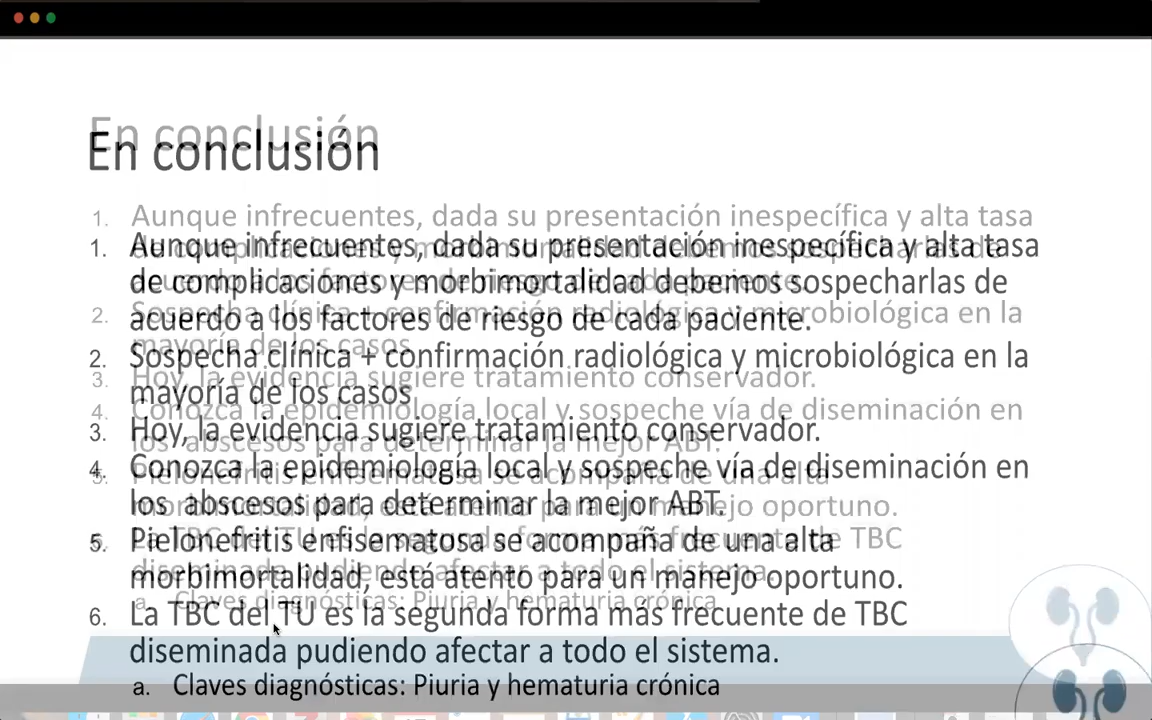 En conclusión
1. Aunque infrecuentes, dada su presentación inespecífica y alta tasa
de complicaciones y morbimortalidad debemos sospecharlas de
acuerdo a los factores de riesgo de cada paciente.
2. Sospecha clínica + confirmación radiológica y microbiológica en la
mayoría de los casos
3. Hoy, la evidencia sugiere tratamiento conservador.
4. Conozca la epidemiología local y sospeche vía de diseminación en
los abscesos para determinar la mejor ABT.
5. Pielonefritis enfisematosa se acompaña de una alta
morbimortalidad, está atento para un manejo oportuno.
6. La TBC del TU es la segunda forma más frecuente de TBC
diseminada pudiendo afectar a todo el sistema.
a. Claves diagnósticas: Piuria y hematuria crónica